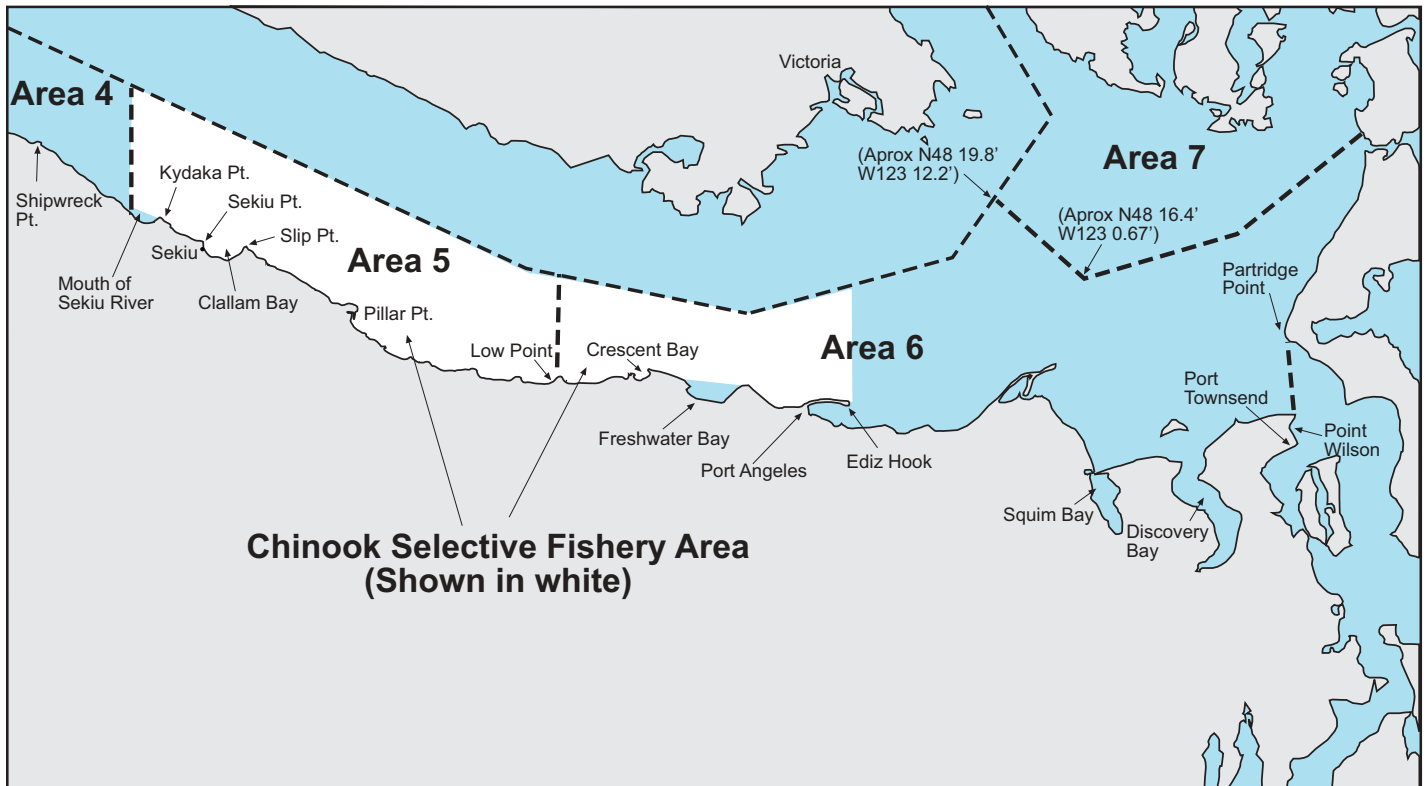 Victoria
Area 4
(Aprox N48 19.8’
W123 12.2’)
Area 7
Kydaka Pt.
Shipwreck
Pt.
Sekiu Pt.
(Aprox N48 16.4’
W123 0.67’)
Slip Pt.
Sekiu
Area 5
Mouth of
Sekiu River
Clallam Bay
Partridge
Point
Pillar Pt.
Low Point
Crescent Bay
Area 6
Port
Townsend
Freshwater Bay
Point
Wilson
Port Angeles
Ediz Hook
Squim Bay
Discovery
Bay
Chinook Selective Fishery Area
(Shown in white)